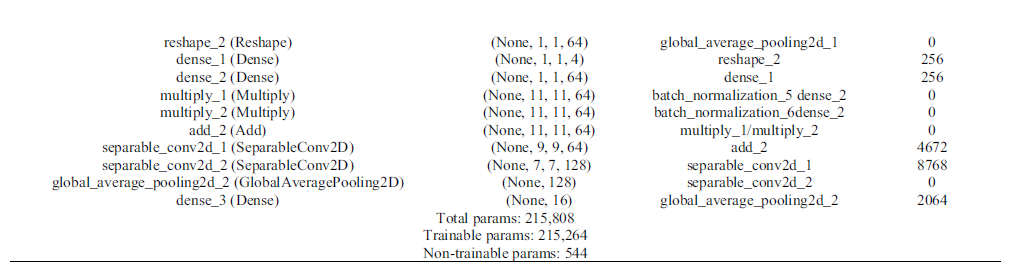 reshape_2 (Reshape) (None, 1, 1, 64) global_average_pooling2d_1 0
dense_1 (Dense) (None, 1, 1, 4) reshape_2 256
dense_2 (Dense) (None, 1, 1, 64) dense_1 256
multiply_1 (Multiply) (None, 11, 11, 64) batch_normalization_5 dense_2 0
multiply_2 (Multiply) (None, 11, 11, 64) batch_normalization_6dense_2 0
add_2 (Add) (None, 11, 11, 64) multiply_1/multiply_2 0
separable_conv2d_1 (SeparableConv2D) (None, 9, 9, 64) add_2 4672
separable_conv2d_2 (SeparableConv2D) (None, 7, 7, 128) separable_conv2d_1 8768
global_average_pooling2d_2 (GlobalAveragePooling2D) (None, 128) separable_conv2d_2 0
dense_3 (Dense) (None, 16) global_average_pooling2d_2 2064
Total params: 215,808
Trainable params: 215,264
Non-trainable params: 544